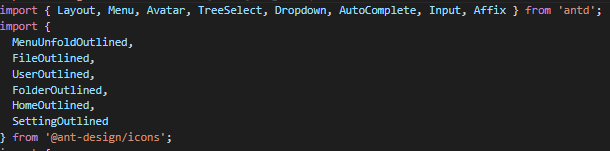 import { Layout, Menu, Avatar, TreeSelect, Dropdown, AutoComplete, Input, Affix } from 'antd';
import {
  MenuUnfoldOutlined,
  FileOutlined,
  UserOutlined,
  FolderOutlined,
  HomeOutlined,
  SettingOutlined
} from '@ant-design/icons';